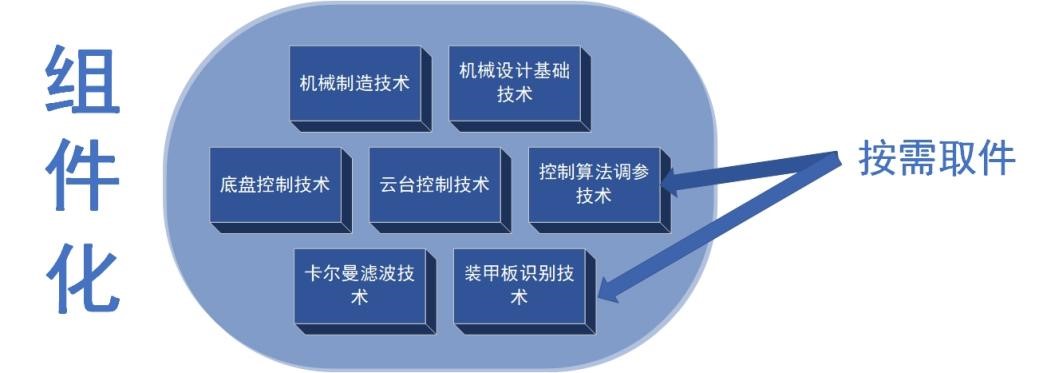 组
件
化
机械制造技术
机械设计基础
技术
底盘控制技术
云台控制技术
控制算法调参
技术
卡尔曼滤波技
术
装甲板识别技
术
按需取件